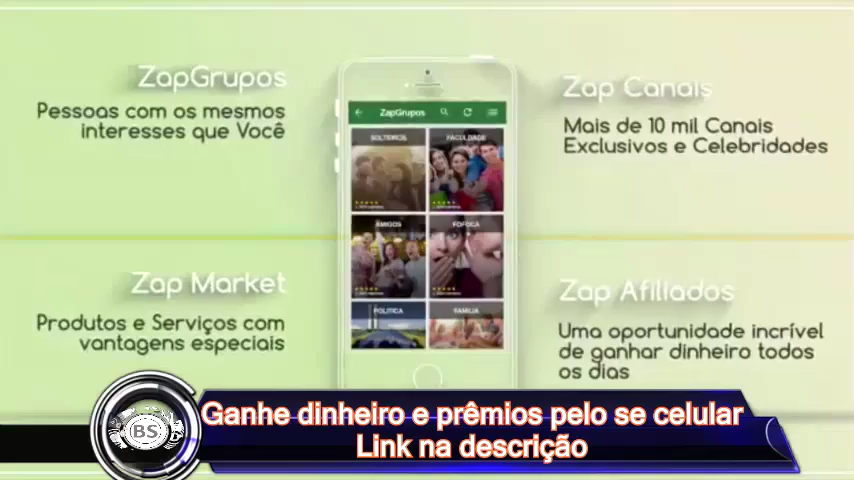 ZapGrupos
Pessoas com os mesmos
interesses que Você
Zap Canais
Mais de 10 mil Canais
Exclusivos e Celebridades
ZapGrupos
SOLTEIROS
FACULDADE
AMIGOS
FOFOCA
POLITICA
FAMILIA
Zap Market
Produtos e Serviços com
vantagens especiais
Zap Afiliados
Uma oportunidade incrível
de ganhar dinheiro todos
os dias
BS
Ganhe dinheiro e prêmios pelo se celular
Link na descrição